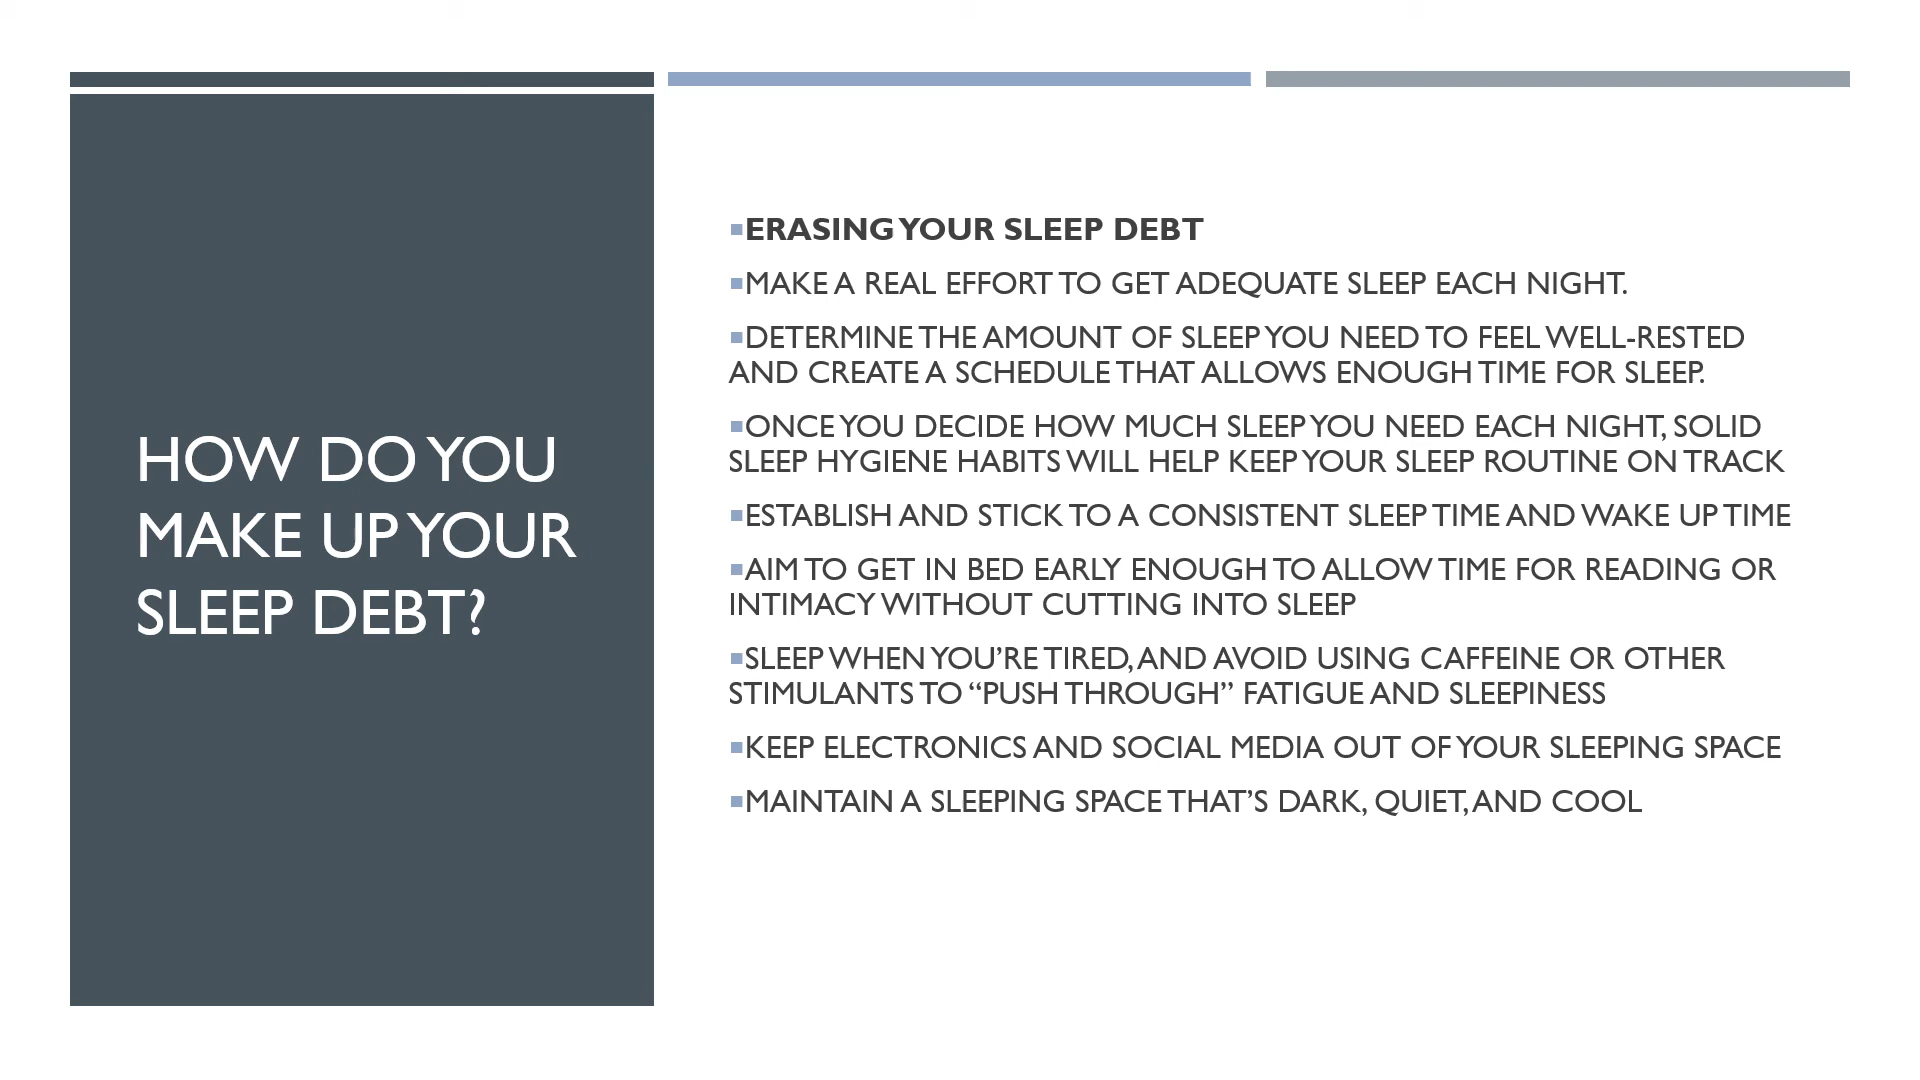 HOW DO YOU
MAKE UP YOUR
SLEEP DEBT?
▪ERASING YOUR SLEEP DEBT
▪MAKE A REAL EFFORT TO GET ADEQUATE SLEEP EACH NIGHT.
▪DETERMINE THE AMOUNT OF SLEEP YOU NEED TO FEEL WELL-RESTED
AND CREATE A SCHEDULE THAT ALLOWS ENOUGH TIME FOR SLEEP.
▪ONCE YOU DECIDE HOW MUCH SLEEP YOU NEED EACH NIGHT, SOLID
SLEEP HYGIENE HABITS WILL HELP KEEP YOUR SLEEP ROUTINE ON TRACK
▪ESTABLISH AND STICK TO A CONSISTENT SLEEP TIME AND WAKE UP TIME
▪AIM TO GET IN BED EARLY ENOUGH TO ALLOW TIME FOR READING OR
INTIMACY WITHOUT CUTTING INTO SLEEP
▪SLEEP WHEN YOU’RE TIRED, AND AVOID USING CAFFEINE OR OTHER
STIMULANTS TO “PUSH THROUGH” FATIGUE AND SLEEPINESS
▪KEEP ELECTRONICS AND SOCIAL MEDIA OUT OF YOUR SLEEPING SPACE
▪MAINTAIN A SLEEPING SPACE THAT’S DARK, QUIET, AND COOL